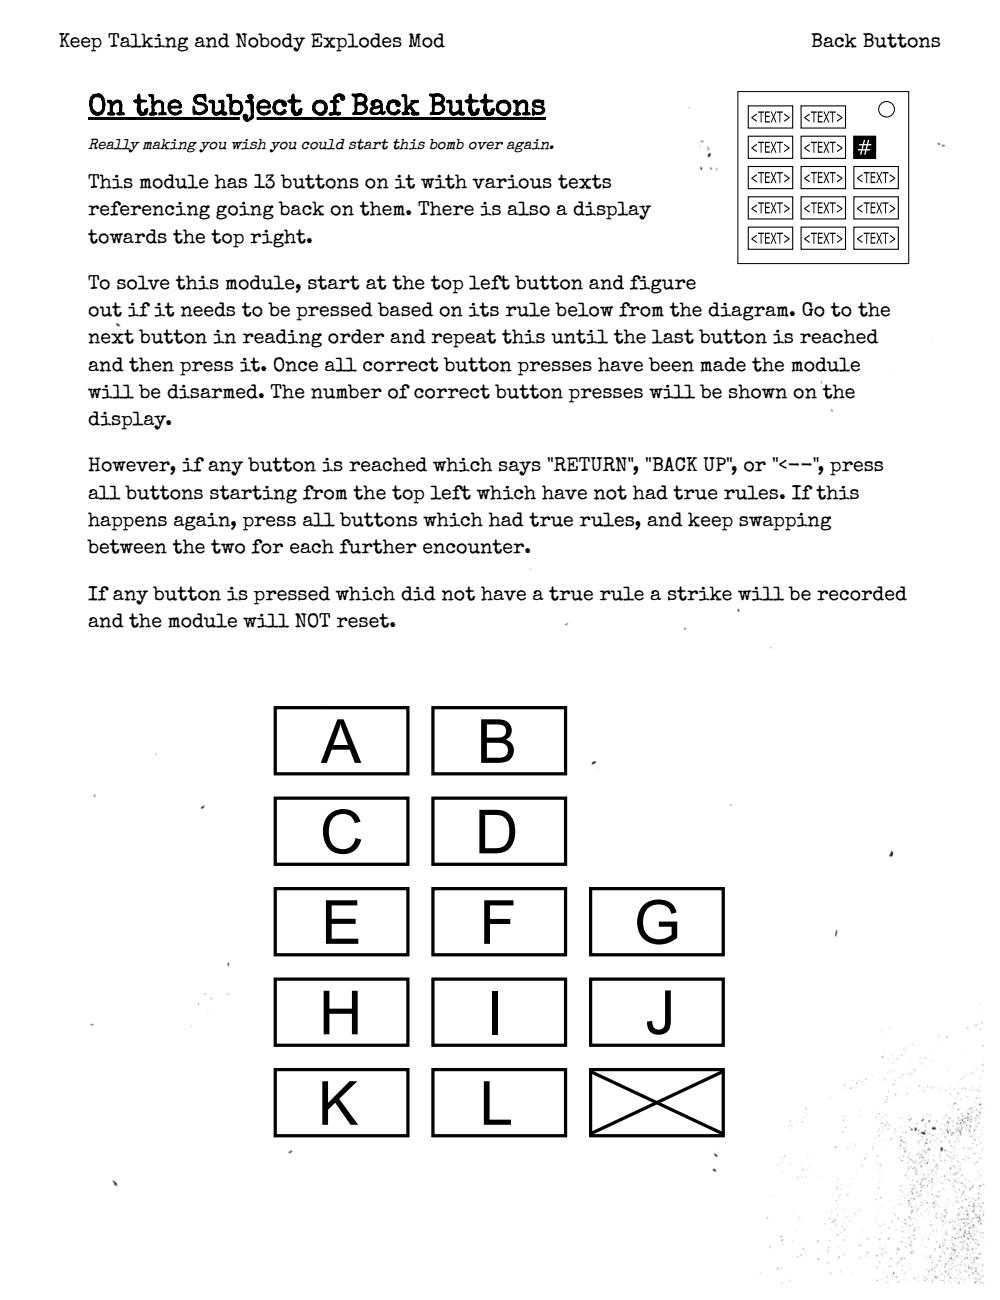 Keep Talking and Nobody Explodes Mod
Back Buttons
On the Subject of Back Buttons
Really making you wish you could start this bomb over again.
<TEXT> <TEXT>
<TEXT> <TEXT> #
<TEXT> <TEXT> <TEXT>
<TEXT> <TEXT> <TEXT>
<TEXT> <TEXT> <TEXT>
This module has 13 buttons on it with various texts
referencing going back on them. There is also a display
towards the top right.
To solve this module, start at the top left button and figure
out if it needs to be pressed based on its rule below from the diagram. Go to the
next button in reading order and repeat this until the last button is reached
and then press it. Once all correct button presses have been made the module
will be disarmed. The number of correct button presses will be shown on the
display.
However, if any button is reached which says "RETURN", "BACK UP", or "<--", press
all buttons starting from the top left which have not had true rules. If this
happens again, press all buttons which had true rules, and keep swapping
between the two for each further encounter.
If any button is pressed which did not have a true rule a strike will be recorded
and the module will NOT reset.
A B
C D
E F G
H I J
K L